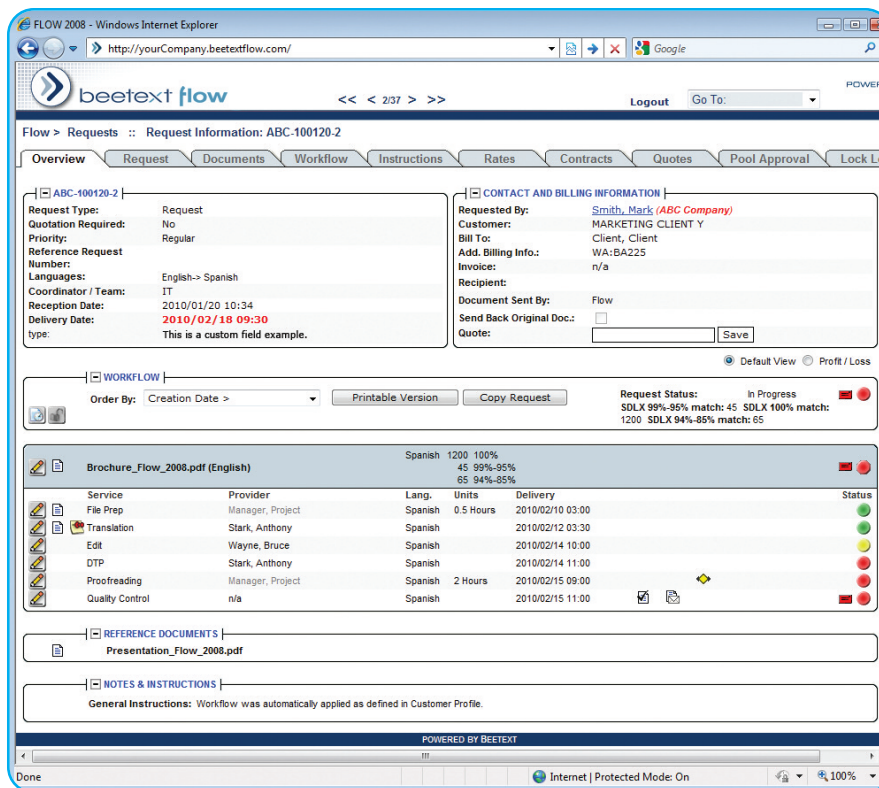 FLOW 2008 - Windows Internet Explorer
http://yourCompany.beetextflow.com/
Google
beetext flow
<< < 2/37 > >>
Logout Go To:
POWER
Flow > Requests :: Request Information: ABC-100120-2
Overview Request Documents Workflow Instructions Rates Contracts Quotes Pool Approval Lock L
ABC-100120-2
Request Type: Request
Quotation Required: No
Priority: Regular
Reference Request
Number:
Languages: English-> Spanish
Coordinator / Team: IT
Reception Date: 2010/01/20 10:34
Delivery Date: 2010/02/18 09:30
type: This is a custom field example.
CONTACT AND BILLING INFORMATION
Requested By: Smith, Mark (ABC Company)
Customer: MARKETING CLIENT Y
Bill To: Client, Client
Add. Billing Info.: WA:BA225
Invoice: n/a
Recipient:
Document Sent By: Flow
Send Back Original Doc.:
Quote: Save
Default View Profit / Loss
WORKFLOW
Order By: Creation Date > Printable Version Copy Request
Request Status: In Progress
SDLX 99%-95% match: 45 SDLX 100% match:
1200 SDLX 94%-85% match: 65
Brochure_Flow_2008.pdf (English)
Spanish 1200 100%
45 99%-95%
65 94%-85%
Service Provider Lang. Units Delivery Status
File Prep Manager, Project Spanish 0.5 Hours 2010/02/10 03:00
Translation Stark, Anthony Spanish 2010/02/12 03:30
Edit Wayne, Bruce Spanish 2010/02/14 10:00
DTP Stark, Anthony Spanish 2010/02/14 11:00
Proofreading Manager, Project Spanish 2 Hours 2010/02/15 09:00
Quality Control n/a Spanish 2010/02/15 11:00
REFERENCE DOCUMENTS
Presentation_Flow_2008.pdf
NOTES & INSTRUCTIONS
General Instructions: Workflow was automatically applied as defined in Customer Profile.
POWERED BY BEETEXT
Done Internet | Protected Mode: On 100%